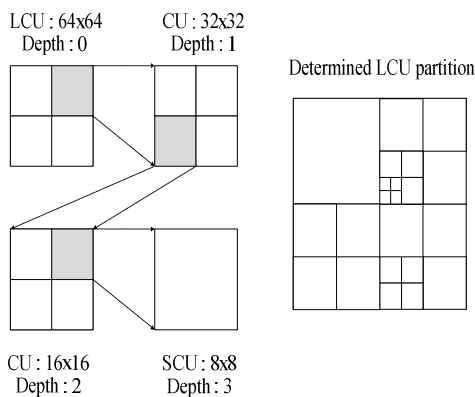 LCU : 64x64
Depth : 0
CU : 32x32
Depth : 1
Determined LCU partition
CU : 16x16
Depth : 2
SCU : 8x8
Depth : 3